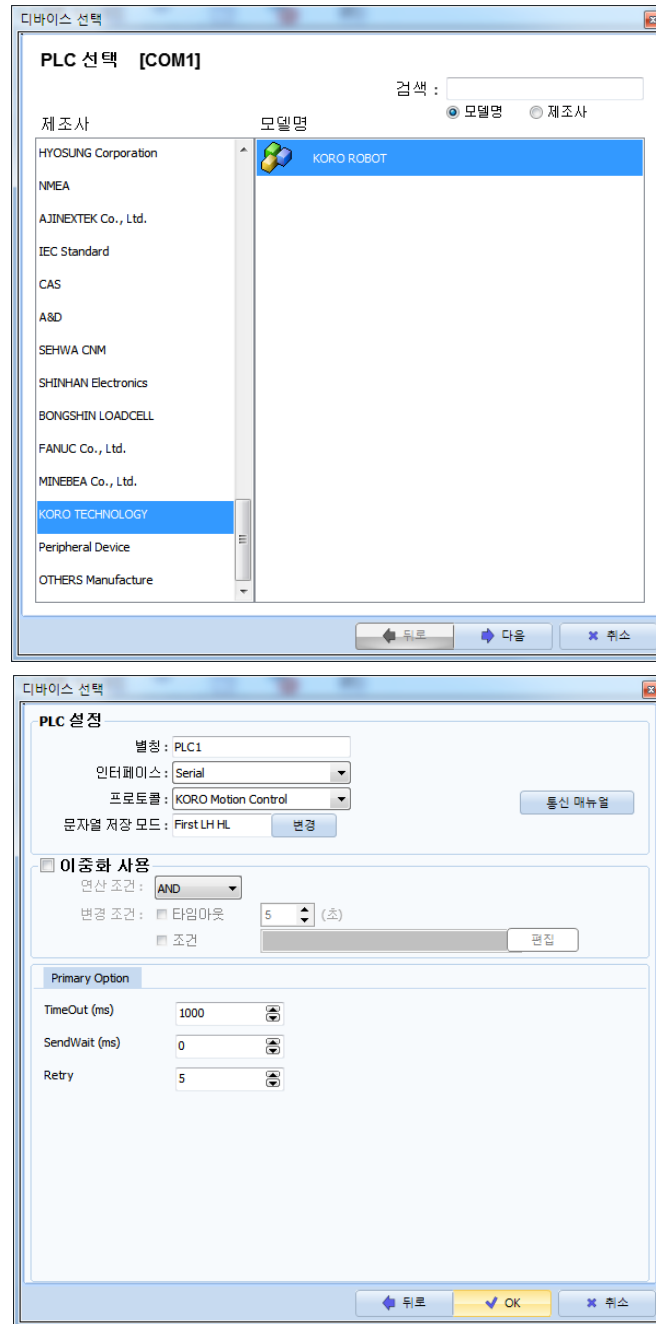 디바이스 선택
PLC 선택 [COM1]
검색 :
모델명 제조사
제조사 모델명
HYOSUNG Corporation
KORO ROBOT
NMEA
AJINEXTEK Co., Ltd.
IEC Standard
CAS
A&D
SEHWA CNM
SHINHAN Electronics
BONGSHIN LOADCELL
FANUC Co., Ltd.
MINEBEA Co., Ltd.
KORO TECHNOLOGY
Peripheral Device
OTHERS Manufacture
뒤로 다음 취소
디바이스 선택
PLC 설정
별칭 : PLC1
인터페이스 : Serial
프로토콜 : KORO Motion Control 통신 매뉴얼
문자열 저장 모드 : First LH HL 변경
이중화 사용
연산 조건 : AND
변경 조건 : 타임아웃 5 (초)
조건 편집
Primary Option
TimeOut (ms) 1000
SendWait (ms) 0
Retry 5
뒤로 OK 취소